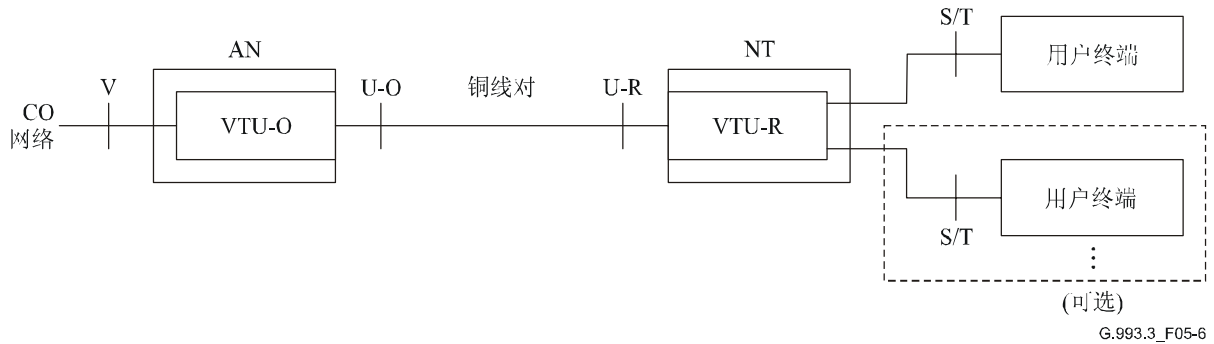 S/T
用户终端
AN
NT
V
U-O
铜线对
U-R
CO
网络
VTU-O
VTU-R
用户终端
S/T
⋮
(可选)
G.993.3_F05-6